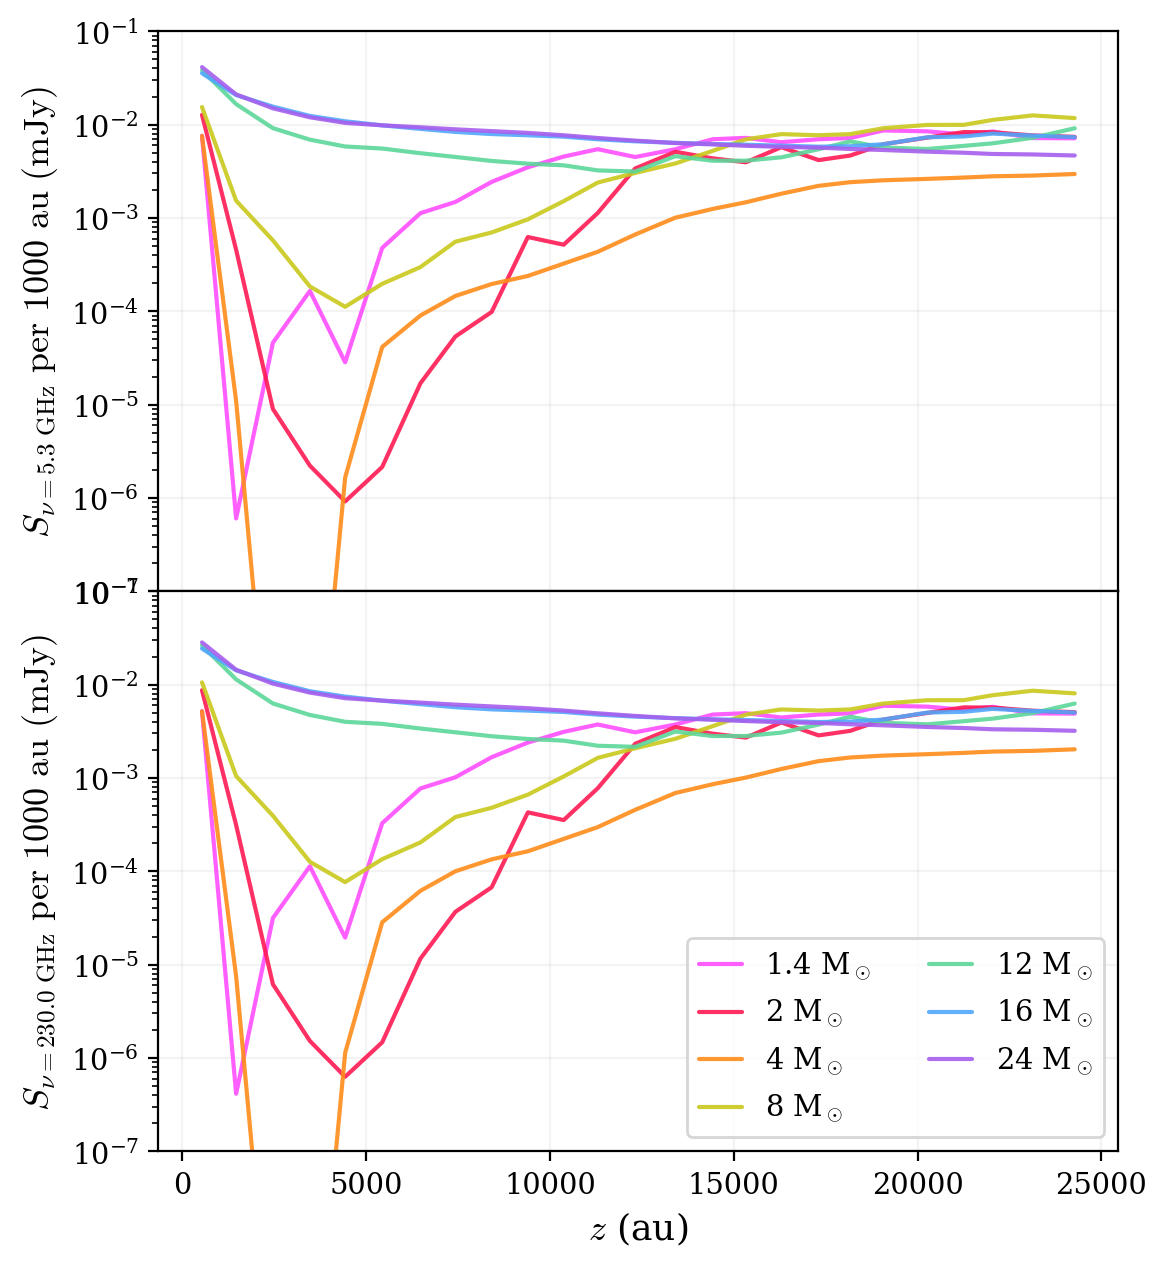 10⁻¹
10⁻²
10⁻³
10⁻⁴
10⁻⁵
10⁻⁶
10⁻⁷
S_ν = 5.3 GHz per 1000 au (mJy)
10⁻¹
10⁻²
10⁻³
10⁻⁴
10⁻⁵
10⁻⁶
10⁻⁷
S_ν = 230.0 GHz per 1000 au (mJy)
1.4 M⊙
2 M⊙
4 M⊙
8 M⊙
12 M⊙
16 M⊙
24 M⊙
0 5000 10000 15000 20000 25000
z (au)